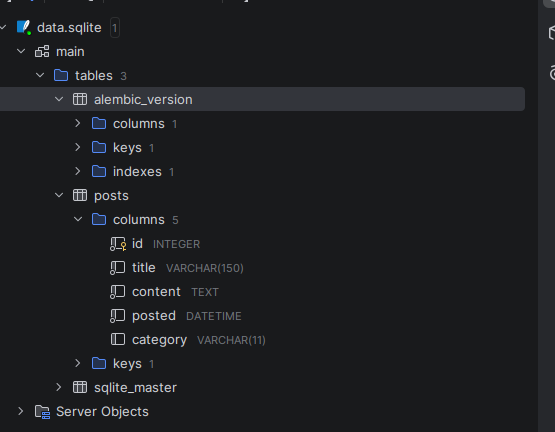 data.sqlite 1
main
tables 3
alembic_version
columns 1
keys 1
indexes 1
posts
columns 5
id INTEGER
title VARCHAR(150)
content TEXT
posted DATETIME
category VARCHAR(11)
keys 1
sqlite_master
Server Objects